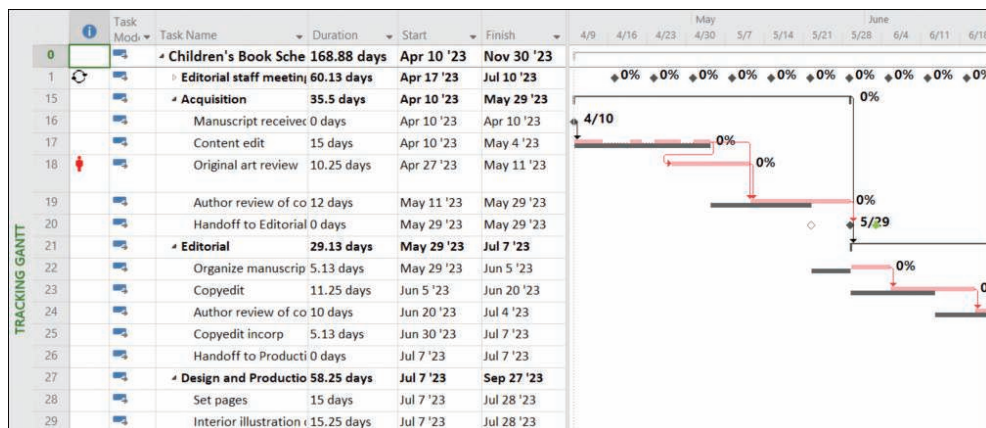 May June
Task Mode Task Name Duration Start Finish 4/9 4/16 4/23 4/30 5/7 5/14 5/21 5/28 6/4 6/11 6/18
0 Children's Book Sche 168.88 days Apr 10 '23 Nov 30 '23
1 Editorial staff meeting 60.13 days Apr 17 '23 Jul 10 '23 0% 0% 0% 0% 0% 0% 0% 0% 0% 0%
15 Acquisition 35.5 days Apr 10 '23 May 29 '23 0%
16 Manuscript received 0 days Apr 10 '23 Apr 10 '23 4/10
17 Content edit 15 days Apr 10 '23 May 4 '23 0%
18 Original art review 10.25 days Apr 27 '23 May 11 '23 0%
19 Author review of co 12 days May 11 '23 May 29 '23 0%
20 Handoff to Editorial 0 days May 29 '23 May 29 '23 5/29
21 Editorial 29.13 days May 29 '23 Jul 7 '23
22 Organize manuscrip 5.13 days May 29 '23 Jun 5 '23 0%
23 Copyedit 11.25 days Jun 5 '23 Jun 20 '23 0
24 Author review of co 10 days Jun 20 '23 Jul 4 '23
25 Copyedit incorp 5.13 days Jun 30 '23 Jul 7 '23
26 Handoff to Producti 0 days Jul 7 '23 Jul 7 '23
27 Design and Productio 58.25 days Jul 7 '23 Sep 27 '23
28 Set pages 15 days Jul 7 '23 Jul 28 '23
29 Interior illustration 15.25 days Jul 7 '23 Jul 28 '23
TRACKING GANTT